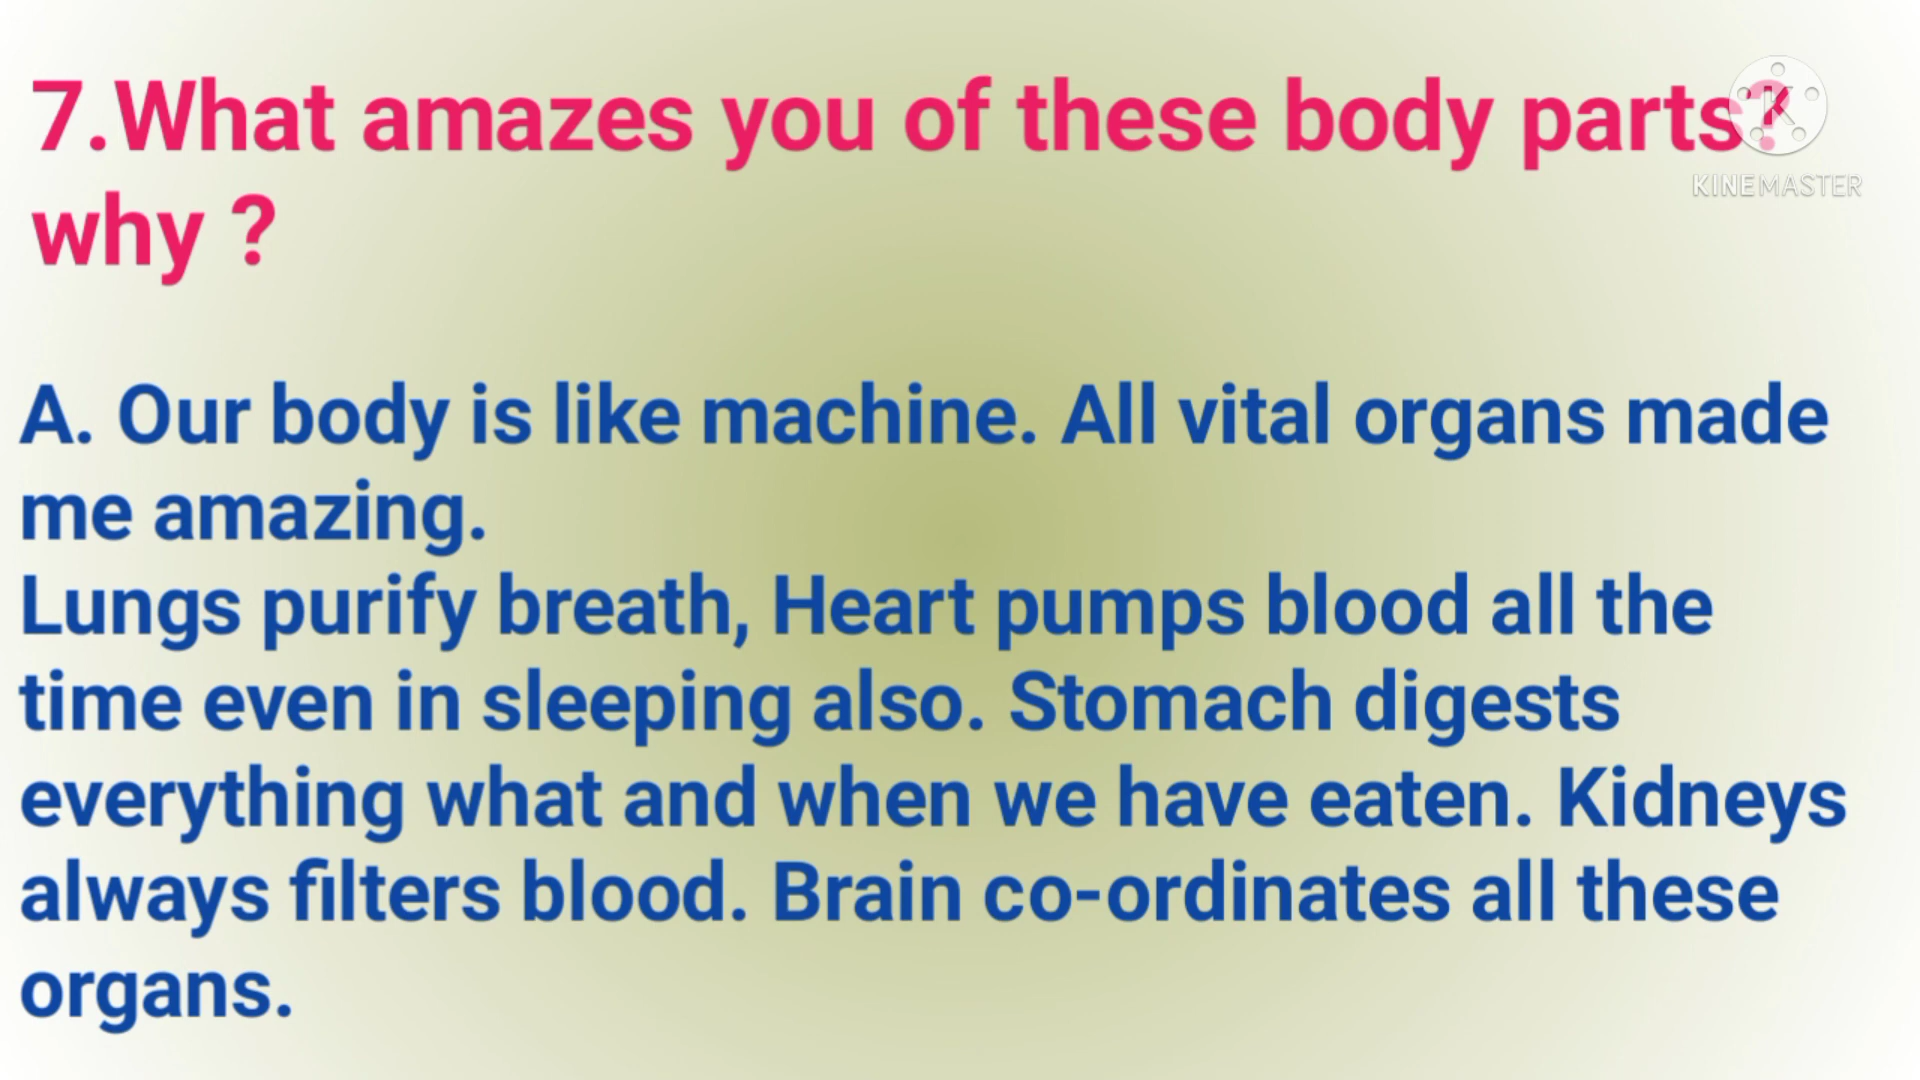 7.What amazes you of these body parts?
why ?
KINEMASTER
A. Our body is like machine. All vital organs made
me amazing.
Lungs purify breath, Heart pumps blood all the
time even in sleeping also. Stomach digests
everything what and when we have eaten. Kidneys
always filters blood. Brain co-ordinates all these
organs.